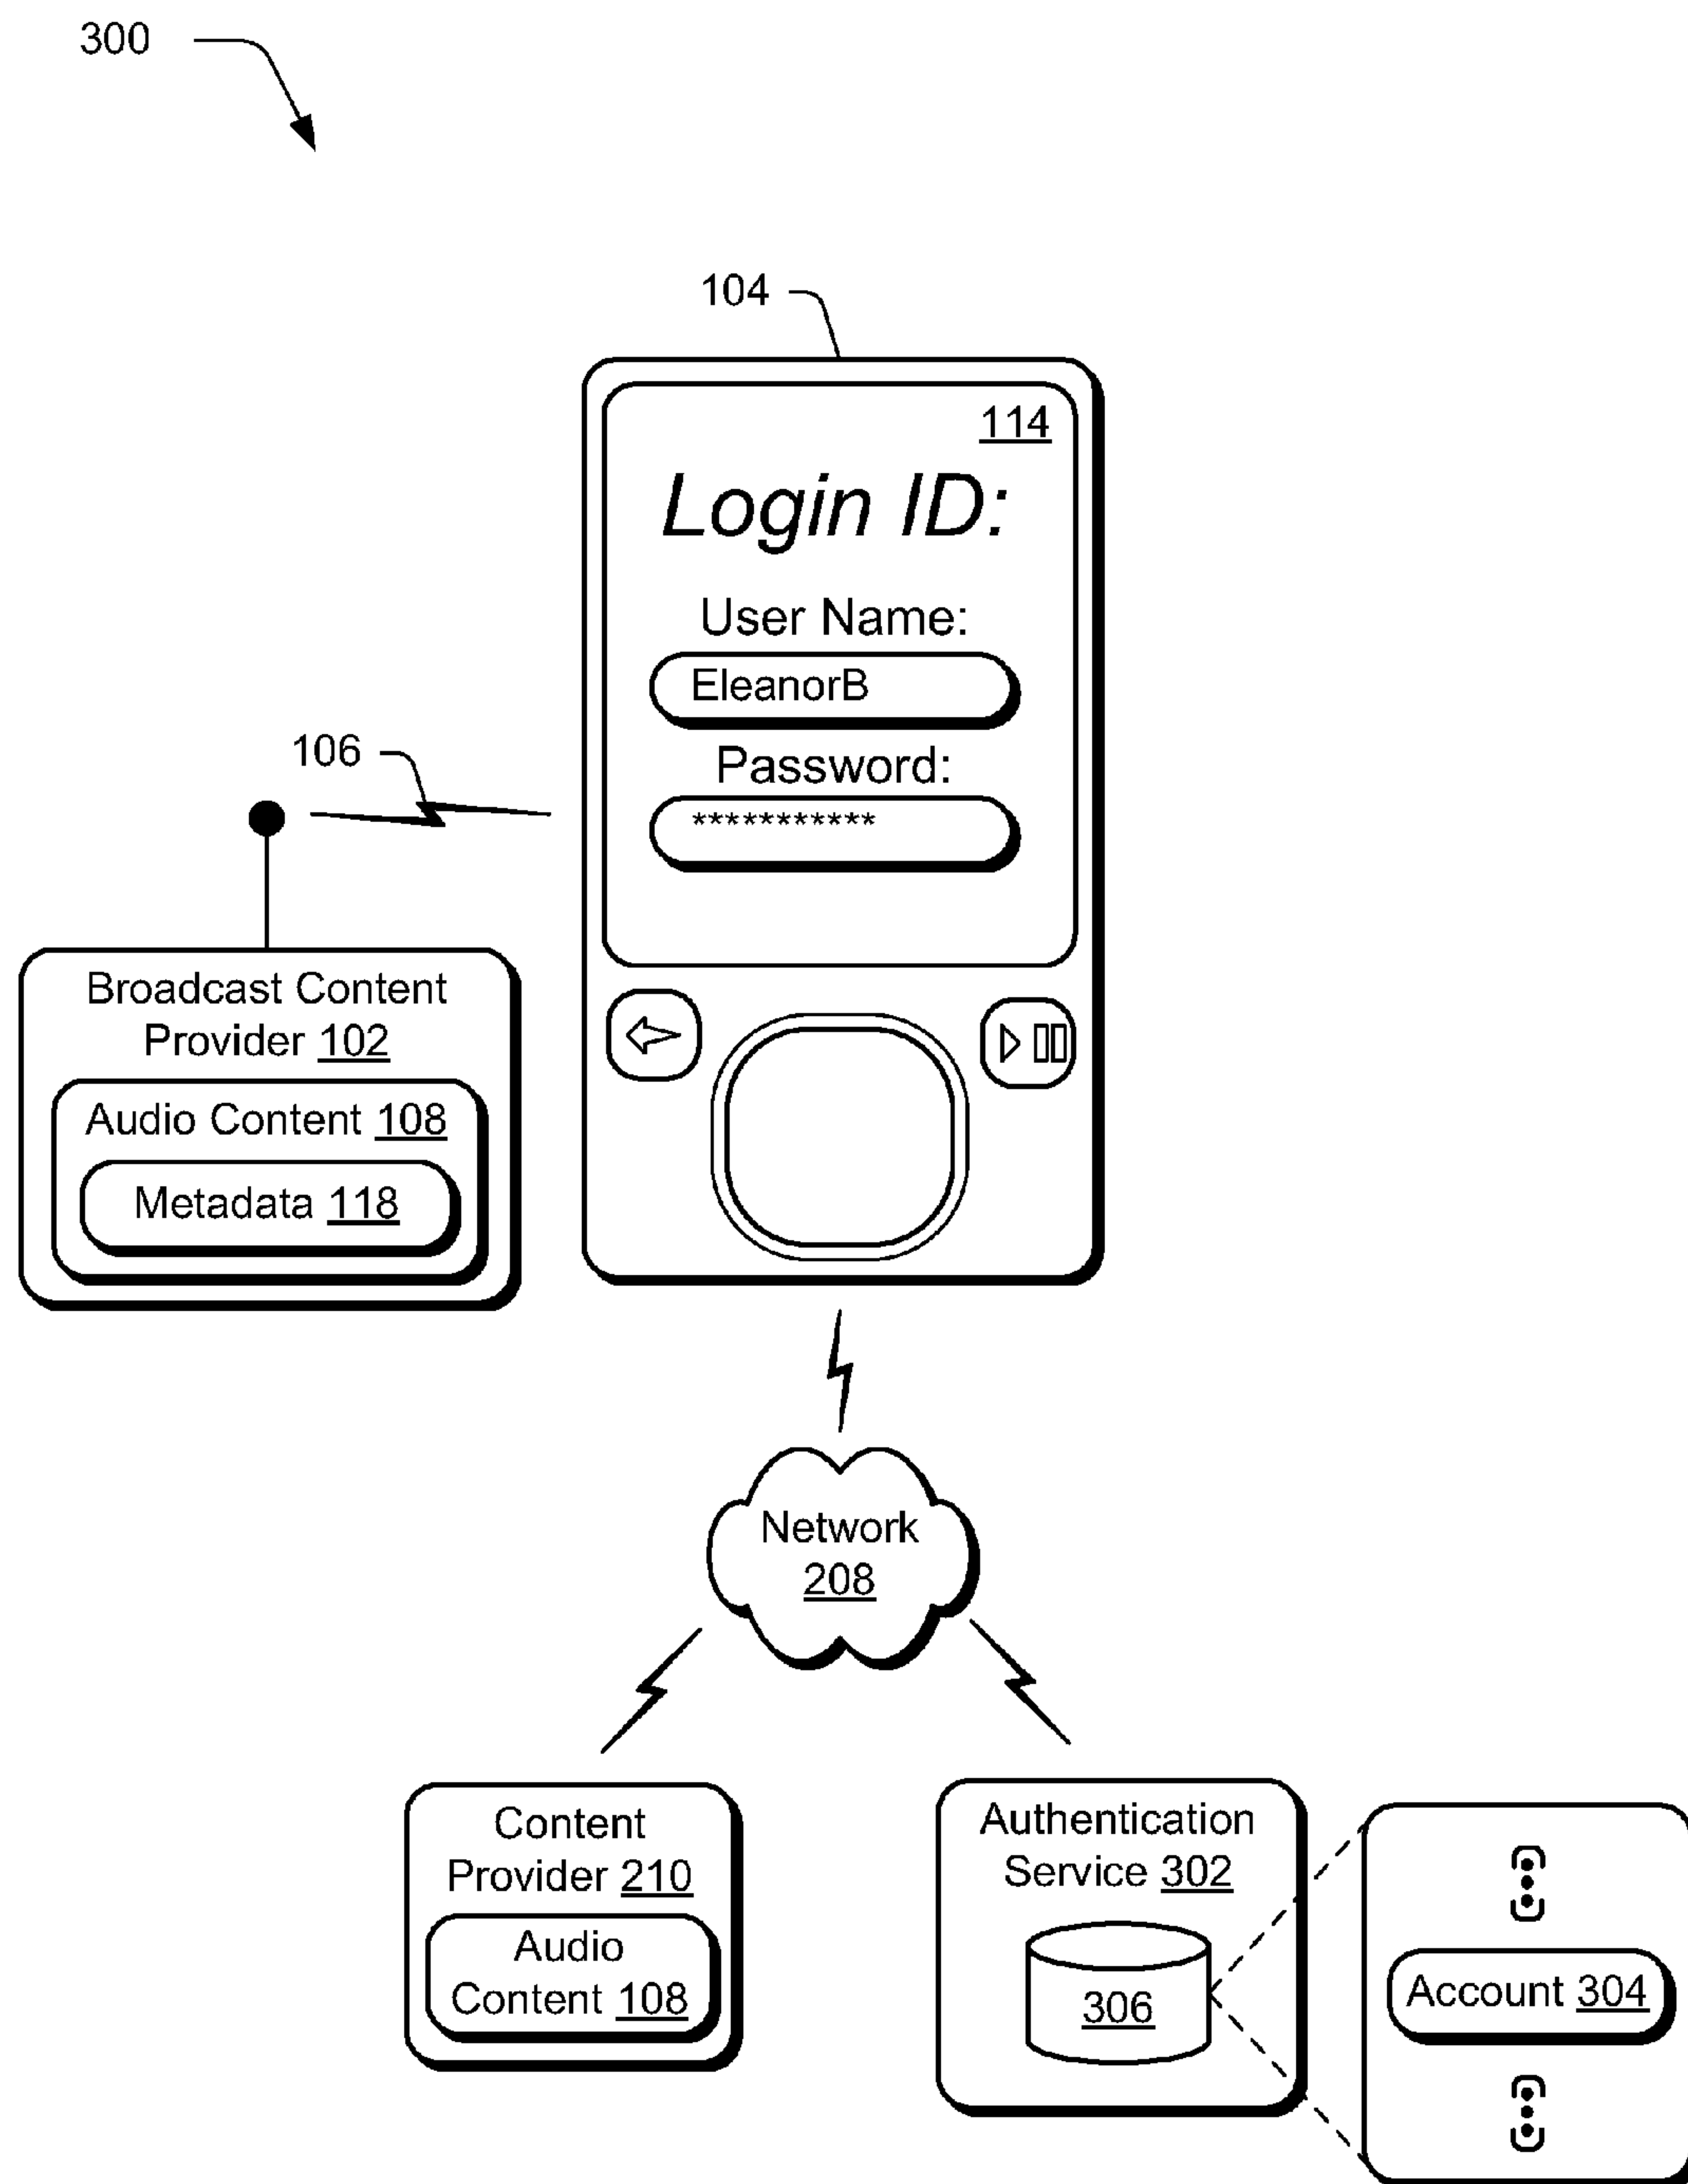 300
104
114
Login ID:
User Name:
EleanorB
Password:
***********
106
Broadcast Content
Provider 102
Audio Content 108
Metadata 118
Network
208
Content
Provider 210
Audio
Content 108
Authentication
Service 302
306
Account 304